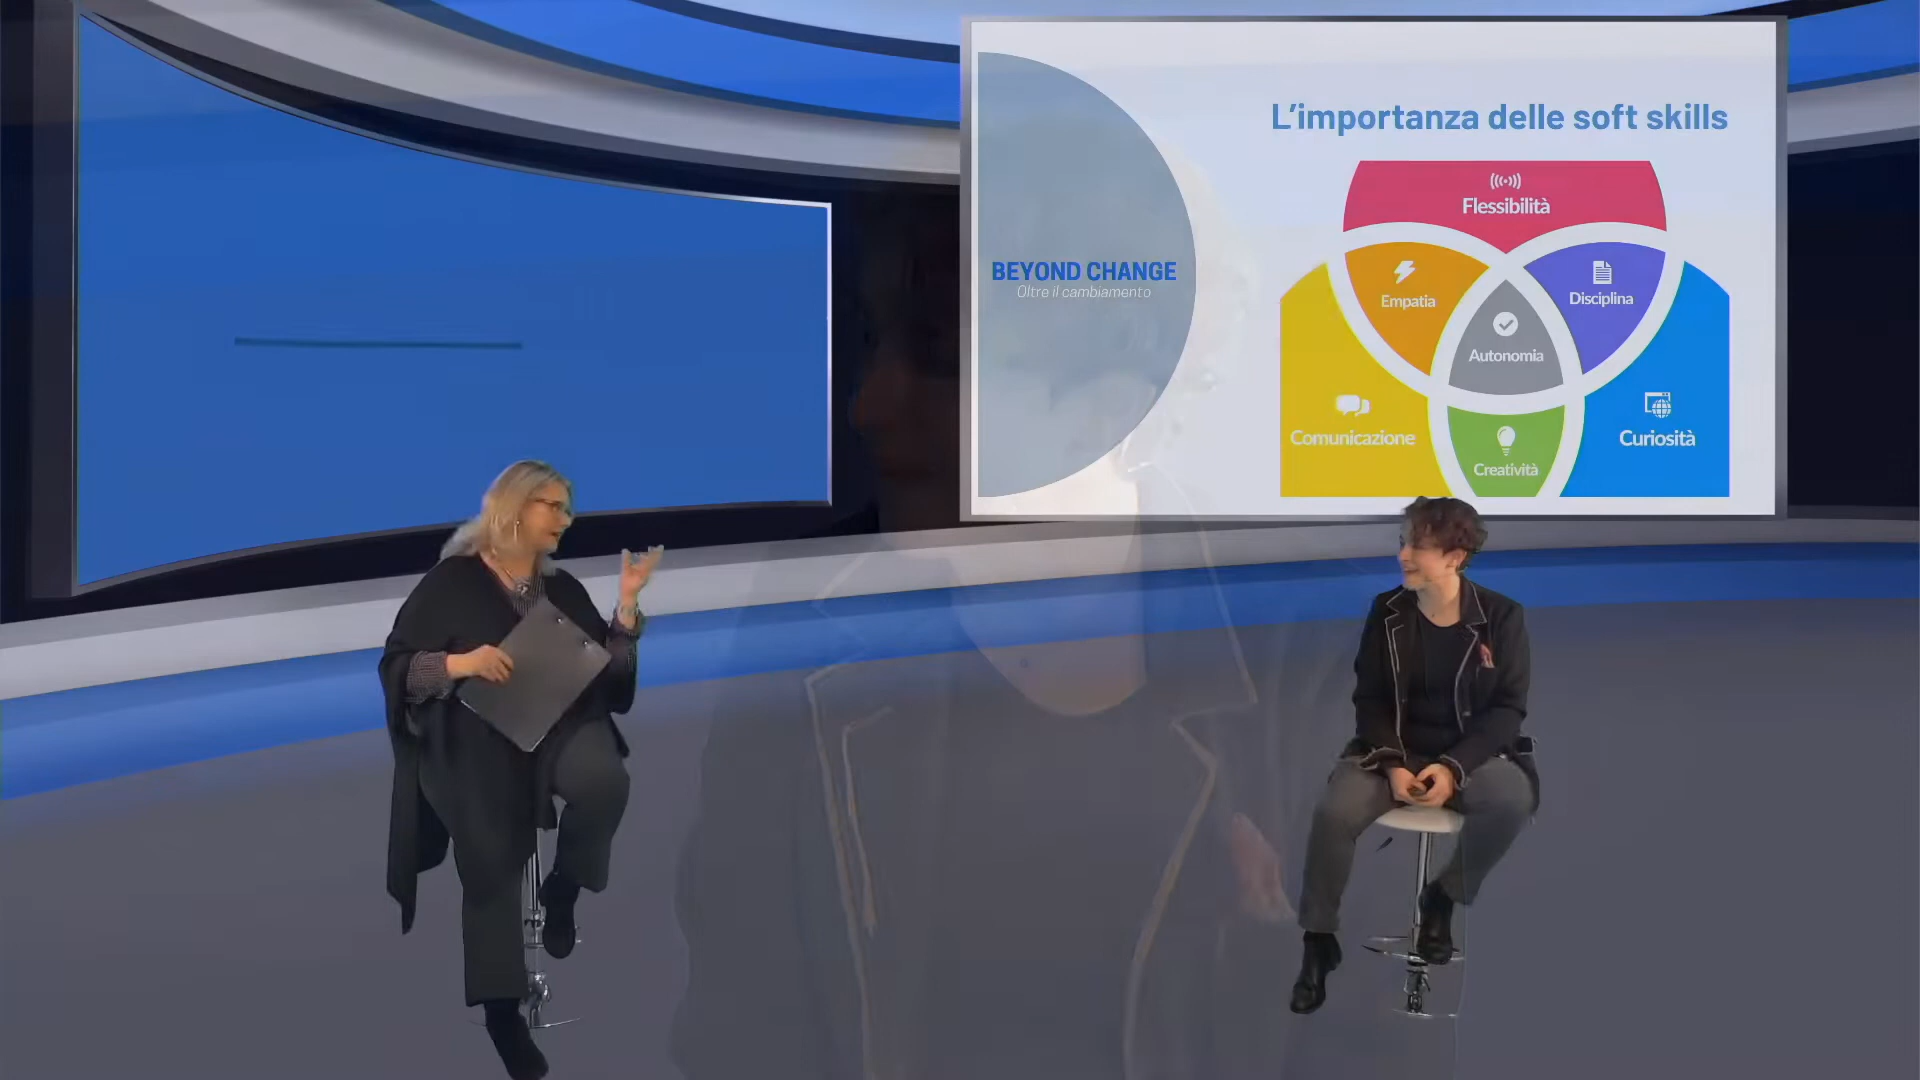 L'importanza delle soft skills
BEYOND CHANGE
Oltre il cambiamento
Flessibilità
Empatia
Disciplina
Autonomia
Comunicazione
Curiosità
Creatività